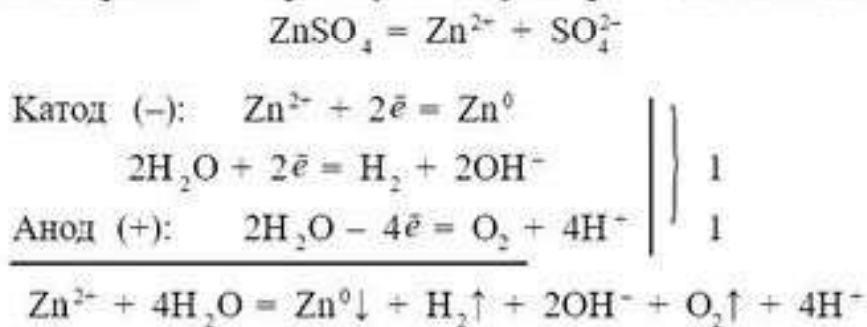 ZnSO₄ = Zn²⁺ + SO₄²⁻
Катод (–): Zn²⁺ + 2ē = Zn⁰
2H₂O + 2ē = H₂ + 2OH⁻ 1
Анод (+): 2H₂O – 4ē = O₂ + 4H⁺ 1
Zn²⁺ + 4H₂O = Zn⁰↓ + H₂↑ + 2OH⁻ + O₂↑ + 4H⁺